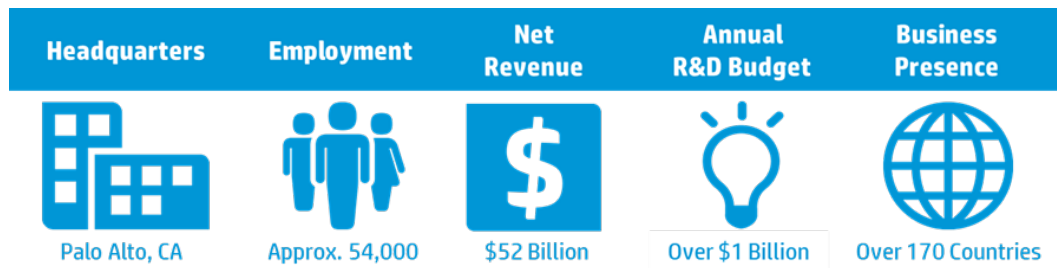 Headquarters
Employment
Net
Revenue
Annual
R&D Budget
Business
Presence
$
Palo Alto, CA
Approx. 54,000
$52 Billion
Over $1 Billion
Over 170 Countries